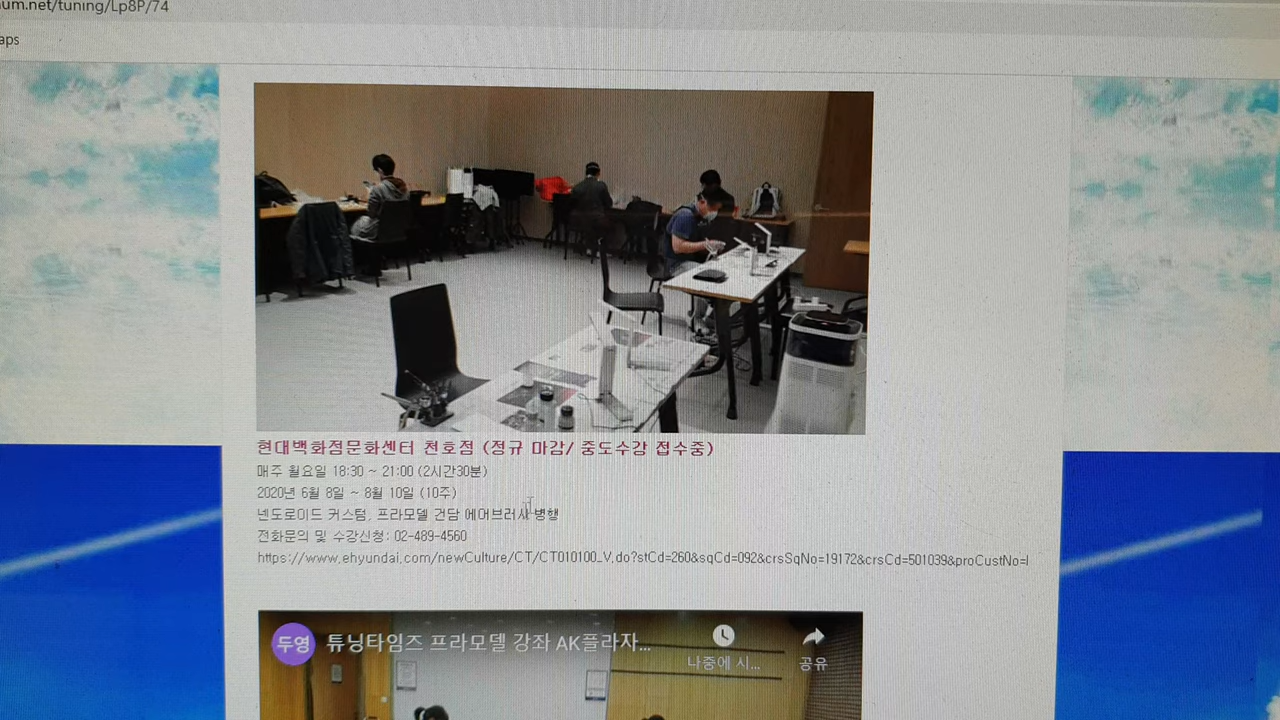 um.net/tuning/Lp8P/74
aps
현대백화점문화센터 천호점 (정규 마감/ 중도수강 접수중)
매주 월요일 18:30 ~ 21:00 (2시간30분)
2020년 6월 8일 ~ 8월 10일 (10주)
넨도로이드 커스텀, 프라모델 건담 에어브러쉬 병행
전화문의 및 수강신청: 02-489-4560
https://www.ehyundai.com/newCulture/CT/CT010100_V.do?stCd=260&sqCd=092&crsSqNo=19172&crsCd=501039&proCustNo=
두영 튜닝타임즈 프라모델 강좌 AK플라자...
나중에 시... 공유